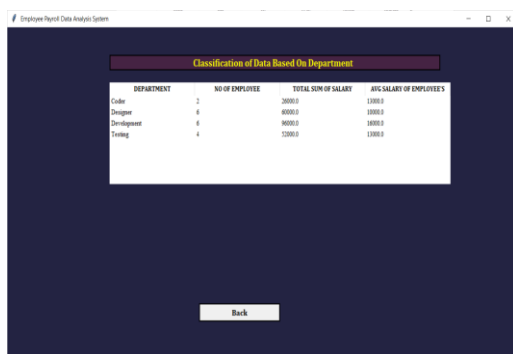 Employee Payroll Data Analysis System
Classification of Data Based On Department
DEPARTMENT NO OF EMPLOYEE TOTAL SUM OF SALARY AVG SALARY OF EMPLOYEE'S
Coder 2 26000.0 13000.0
Designer 6 60000.0 10000.0
Development 6 96000.0 16000.0
Testing 4 52000.0 13000.0
Back